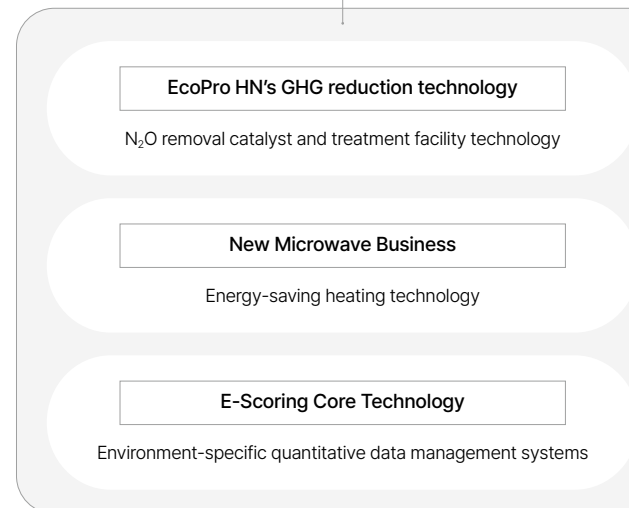 EcoPro HN's GHG reduction technology
N₂O removal catalyst and treatment facility technology
New Microwave Business
Energy-saving heating technology
E-Scoring Core Technology
Environment-specific quantitative data management systems